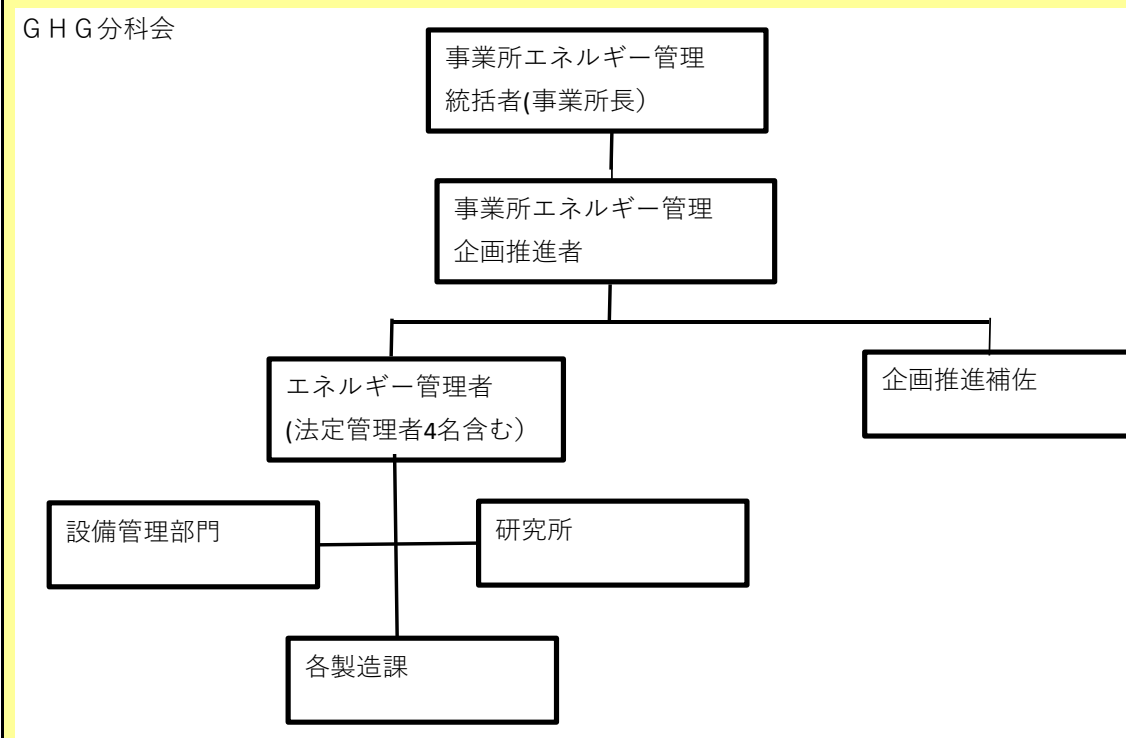 ＧＨＧ分科会
事業所エネルギー管理
統括者(事業所長）
事業所エネルギー管理
企画推進者
エネルギー管理者
(法定管理者4名含む）
企画推進補佐
設備管理部門
研究所
各製造課